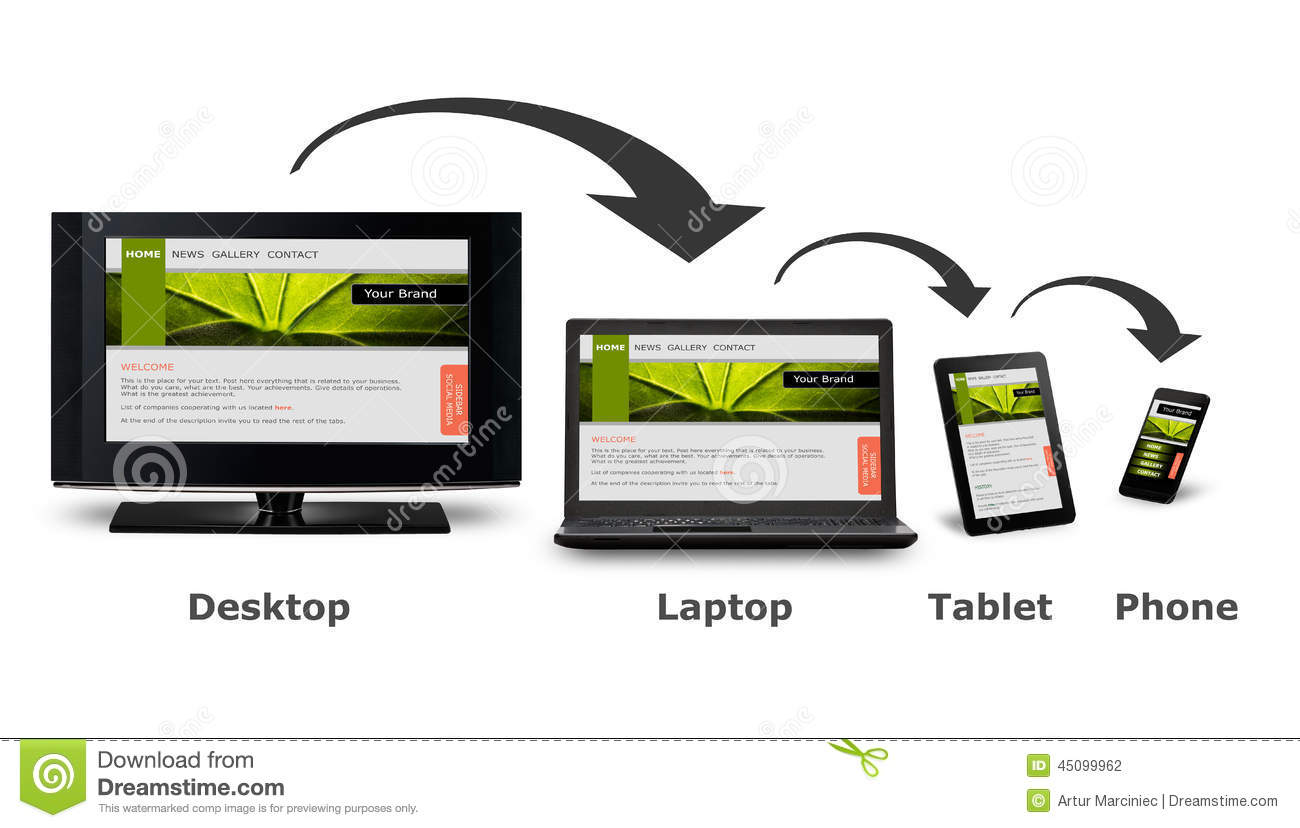 HOME NEWS GALLERY CONTACT
Your Brand
WELCOME
This is the place for your text. Post here everything that is related to your business.
What do you care, what are the best. Your achievements. Give details of operations.
What is the greatest achievement.
List of companies cooperating with us located here.
At the end of the description invite you to read the rest of the tabs.
SIDEBAR
SOCIAL MEDIA
HOME NEWS GALLERY CONTACT
Your Brand
WELCOME
This is the place for your text. Post here everything that is related to your business.
What do you care, what are the best. Your achievements. Give details of operations.
What is the greatest achievement.
List of companies cooperating with us located here.
At the end of the description invite you to read the rest of the tabs.
SIDEBAR
SOCIAL MEDIA
HOME NEWS GALLERY CONTACT
Your Brand
WELCOME
HISTORY
Your Brand
HOME
NEWS
GALLERY
CONTACT
Desktop Laptop Tablet Phone
dreamstime
Download from
Dreamstime.com
This watermarked comp image is for previewing purposes only.
ID 45099962
© Artur Marciniec | Dreamstime.com